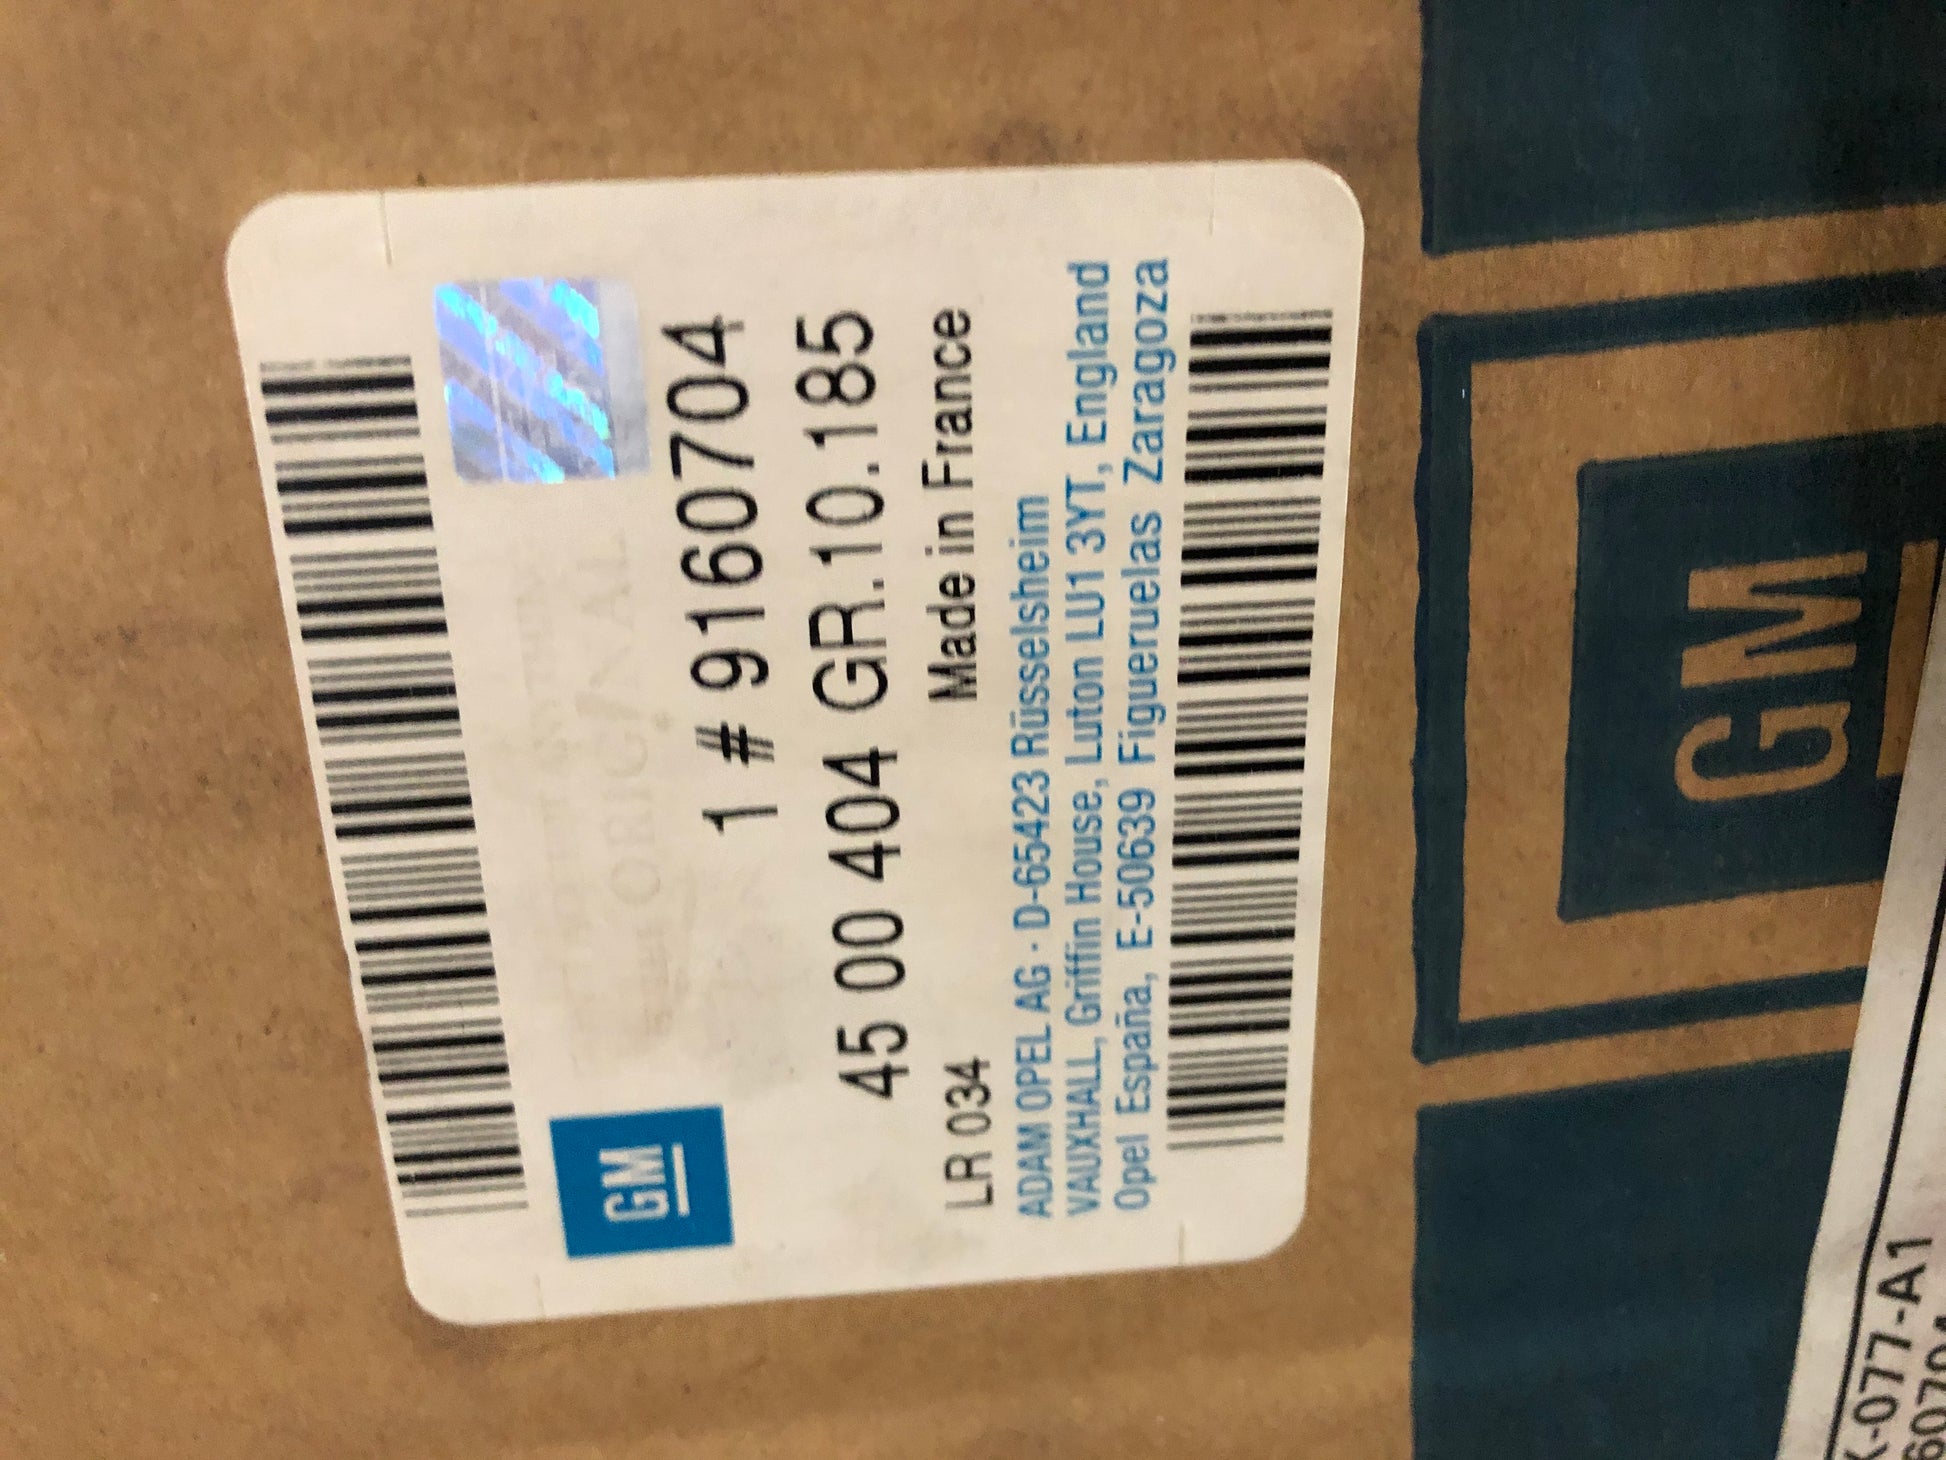 GM
1 # 9160704
45 00 404 GR.10.185
LR 034 Made in France
ADAM OPEL AG · D-65423 Rüsselsheim
VAUXHALL, Griffin House, Luton LU1 3YT, England
Opel España, E-50639 Figueruelas Zaragoza
GM
-077-A1